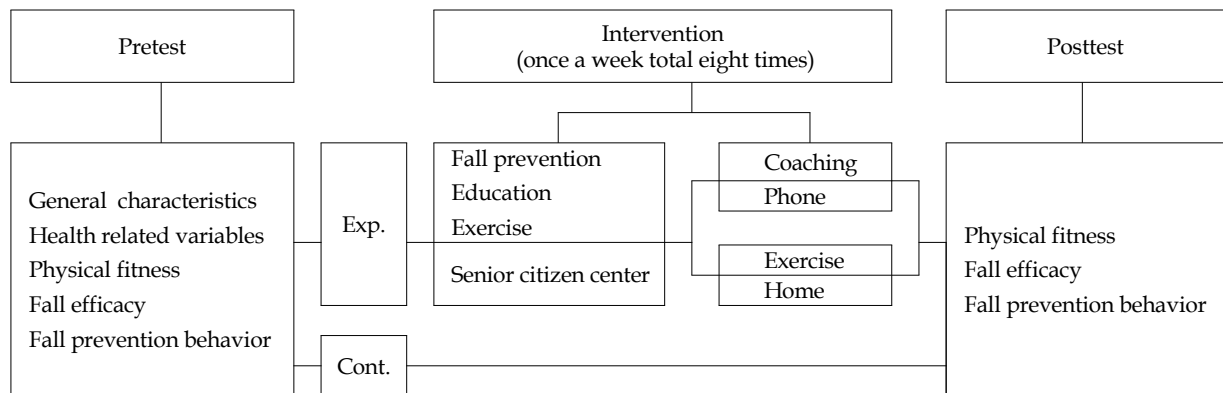 Pretest
Intervention
(once a week total eight times)
Posttest
General characteristics
Health related variables
Physical fitness
Fall efficacy
Fall prevention behavior
Exp.
Cont.
Fall prevention
Education
Exercise
Senior citizen center
Coaching
Phone
Exercise
Home
Physical fitness
Fall efficacy
Fall prevention behavior